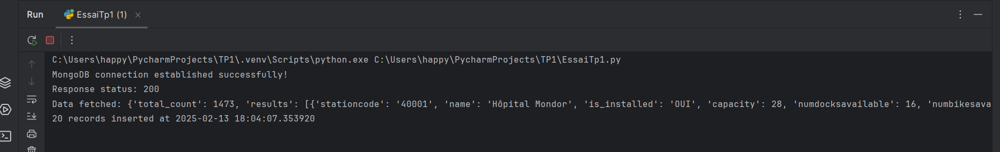 Run EssaiTp1 (1)
C:\Users\happy\PycharmProjects\TP1\.venv\Scripts\python.exe C:\Users\happy\PycharmProjects\TP1\EssaiTp1.py
MongoDB connection established successfully!
Response status: 200
Data fetched: {'total_count': 1473, 'results': [{'stationcode': '40001', 'name': 'Hôpital Mondor', 'is_installed': 'OUI', 'capacity': 28, 'numdocksavailable': 16, 'numbikesava
20 records inserted at 2025-02-13 18:04:07.353920